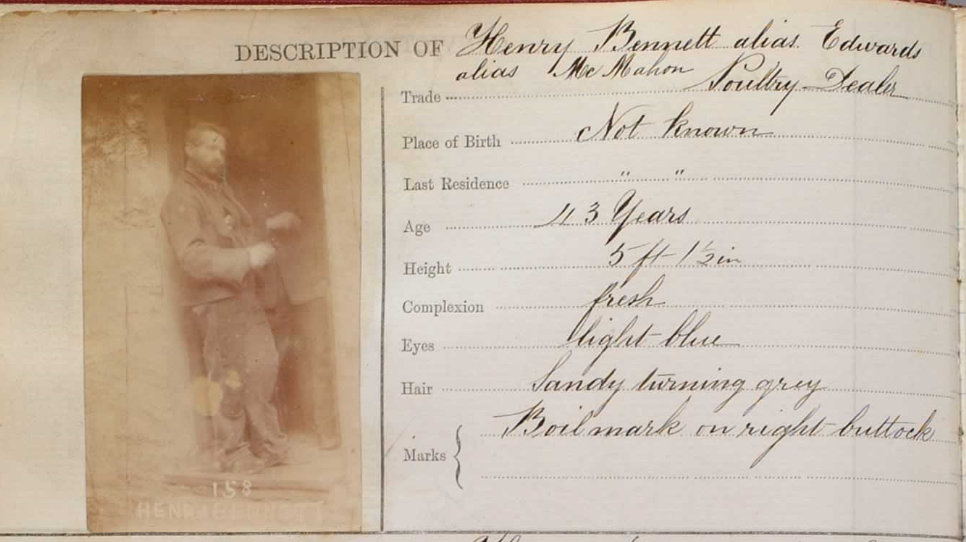 DESCRIPTION OF Henry Bennett alias Edwards
alias McMahon
Trade Poultry Dealer
Place of Birth Not known
Last Residence " "
Age 43 Years
Height 5 ft 1½ in
Complexion fresh
Eyes light blue
Hair Sandy turning grey
Boil mark on right buttock
Marks
158
HENRY BENNETT